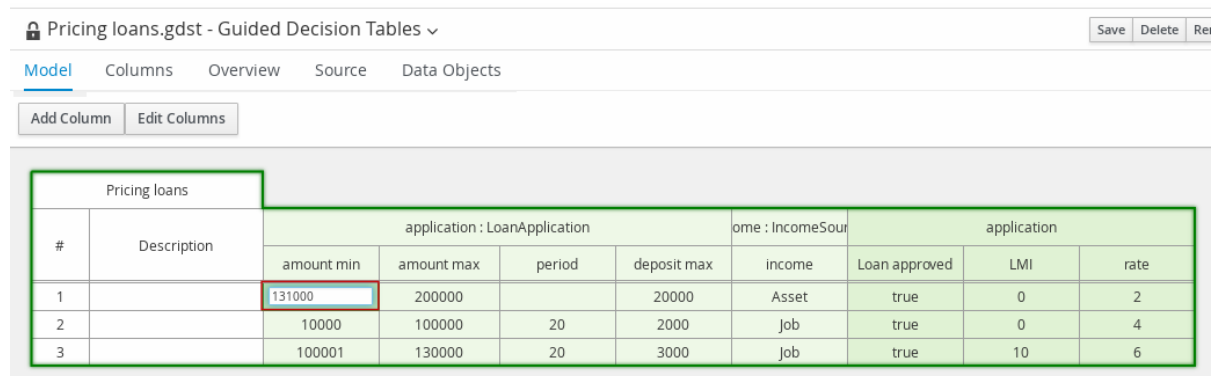 Pricing loans.gdst - Guided Decision Tables
Save Delete Rer
Model Columns Overview Source Data Objects
Add Column Edit Columns
Pricing loans
# Description application : LoanApplication ome : IncomeSour application
amount min amount max period deposit max income Loan approved LMI rate
1 131000 200000 20000 Asset true 0 2
2 10000 100000 20 2000 Job true 0 4
3 100001 130000 20 3000 Job true 10 6